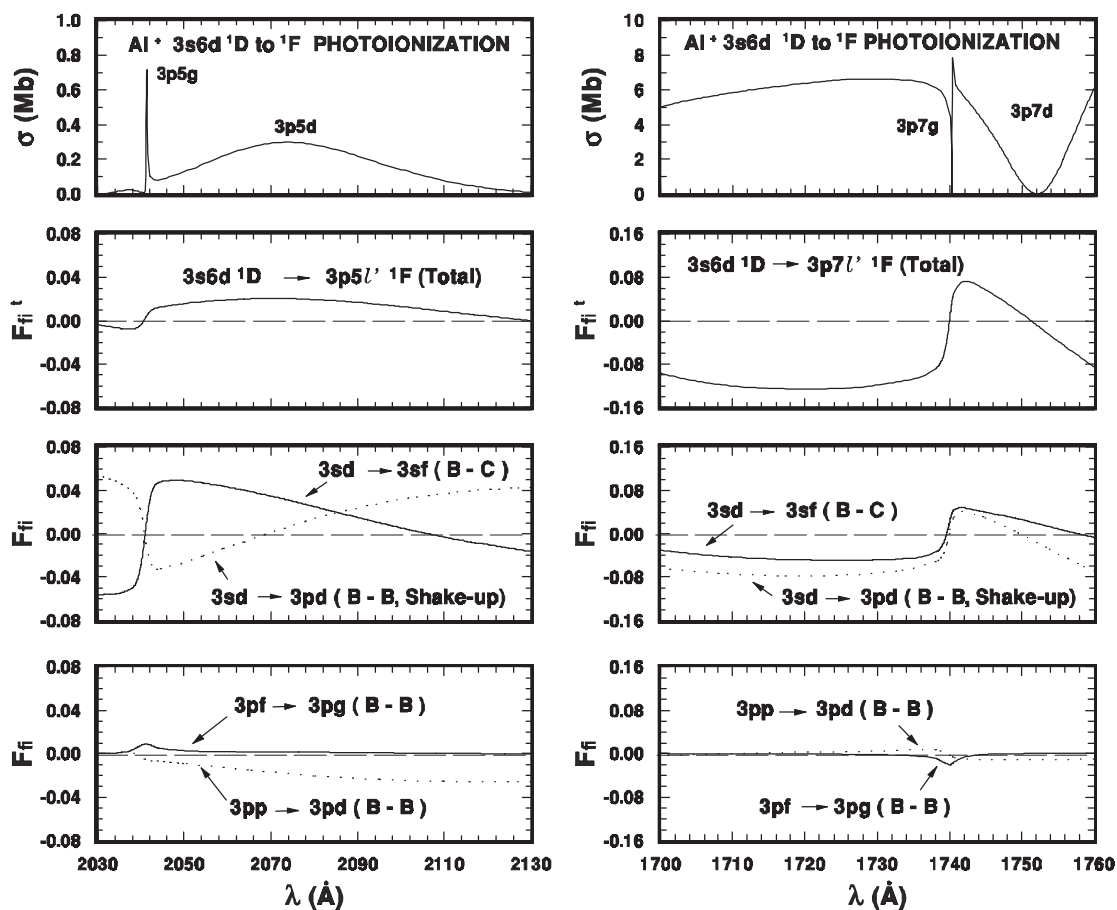 Al⁺ 3s6d ¹D to ¹F PHOTOIONIZATION
3p5g
3p5d
σ (Mb)
1.0
0.8
0.6
0.4
0.2
0.0
3s6d ¹D → 3p5l' ¹F (Total)
Ffi ᵗ
0.08
0.04
0.00
-0.04
-0.08
3sd → 3sf ( B - C )
3sd → 3pd ( B - B, Shake-up)
Ffi
0.08
0.04
0.00
-0.04
-0.08
3pf → 3pg ( B - B )
3pp → 3pd ( B - B )
Ffi
0.08
0.04
0.00
-0.04
-0.08
2030 2050 2070 2090 2110 2130
λ (Å)
Al⁺ 3s6d ¹D to ¹F PHOTOIONIZATION
3p7g
3p7d
σ (Mb)
10
8
6
4
2
0
3s6d ¹D → 3p7l' ¹F (Total)
Ffi ᵗ
0.16
0.08
0.00
-0.08
-0.16
3sd → 3sf ( B - C )
3sd → 3pd ( B - B, Shake-up)
Ffi
0.16
0.08
0.00
-0.08
-0.16
3pp → 3pd ( B - B )
3pf → 3pg ( B - B )
Ffi
0.16
0.08
0.00
-0.08
-0.16
1700 1710 1720 1730 1740 1750 1760
λ (Å)